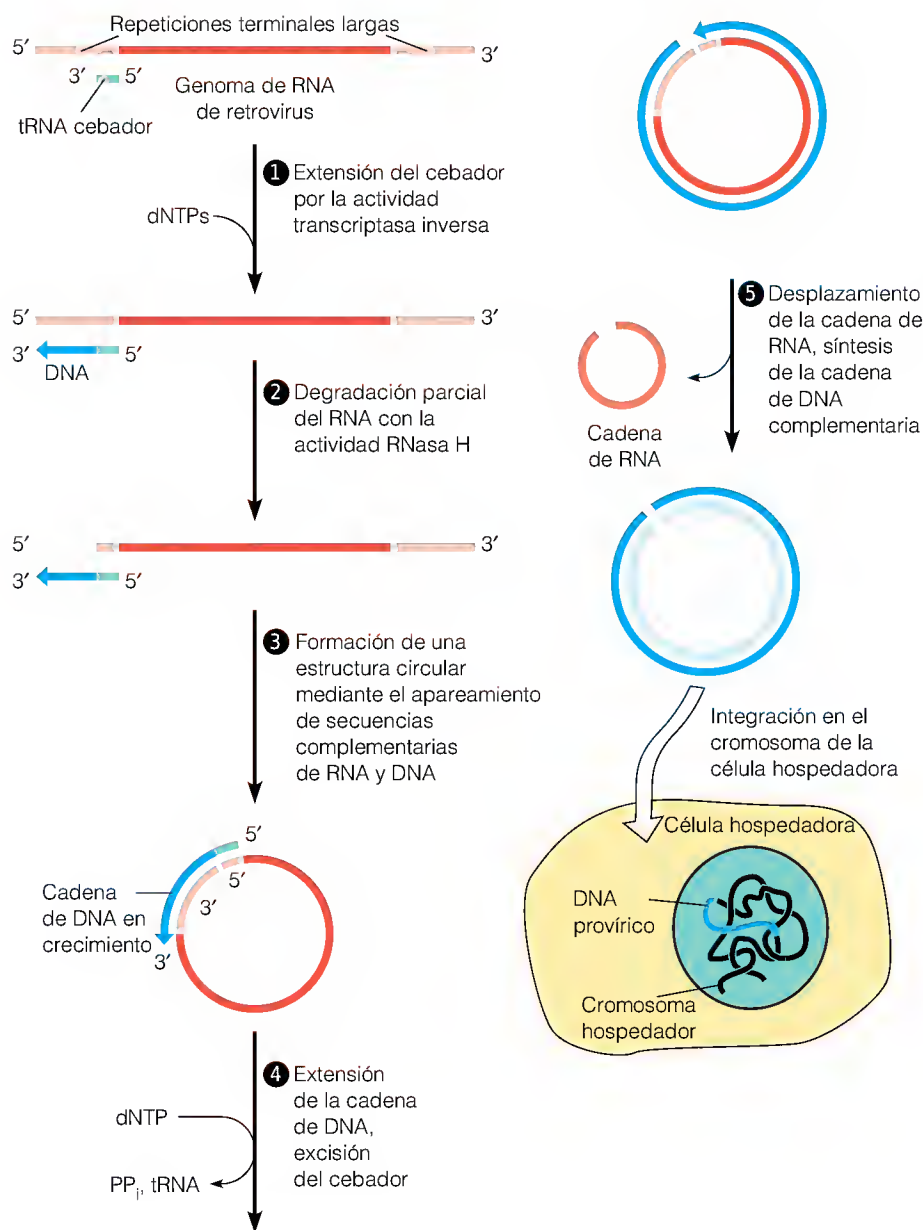 Repeticiones terminales largas
5′
3′
3′
5′
tRNA cebador
Genoma de RNA
de retrovirus
1 Extensión del cebador
por la actividad
transcriptasa inversa
dNTPs
5′
3′
3′
5′
DNA
2 Degradación parcial
del RNA con la
actividad RNasa H
5′
3′
3′
5′
3 Formación de una
estructura circular
mediante el apareamiento
de secuencias
complementarias
de RNA y DNA
5′
5′
3′
3′
Cadena
de DNA en
crecimiento
4 Extensión
de la cadena
de DNA,
excisión
del cebador
dNTP
PPi, tRNA
5 Desplazamiento
de la cadena de
RNA, síntesis
de la cadena
de DNA
complementaria
Cadena
de RNA
Integración en el
cromosoma de la
célula hospedadora
Célula hospedadora
DNA
provírico
Cromosoma
hospedador